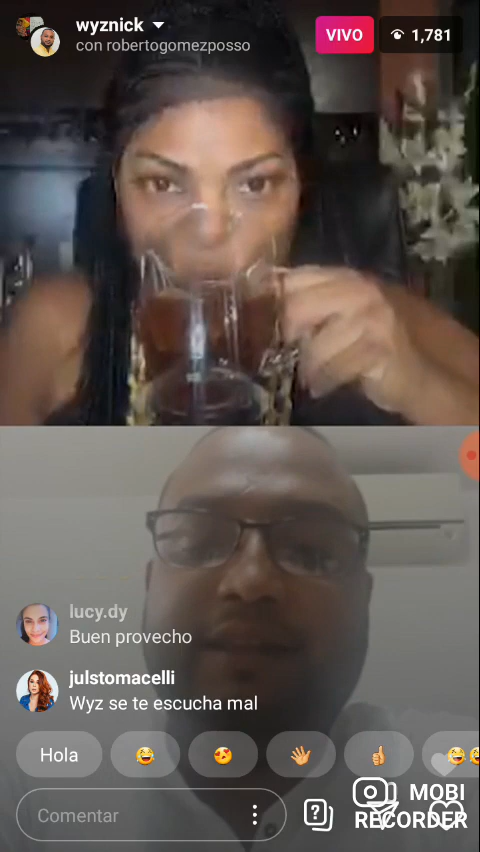 wyznick
con robertogomezposso
VIVO
1,781
lucy.dy
Buen provecho
julstomacelli
Wyz se te escucha mal
Hola
Comentar
MOBI
RECORDER